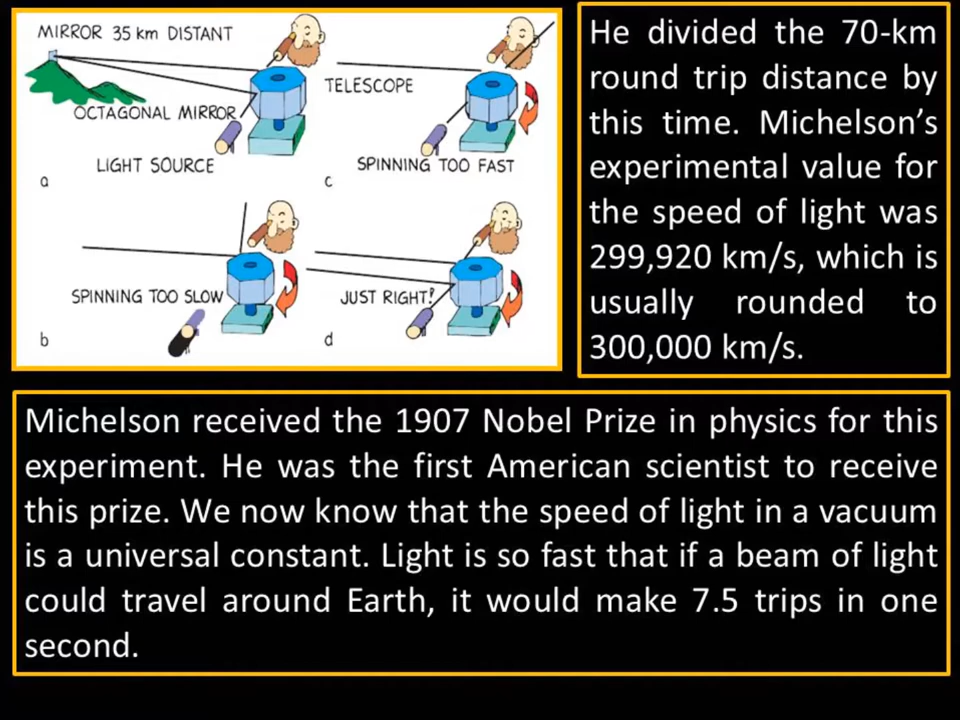 MIRROR 35 km DISTANT
OCTAGONAL MIRROR
LIGHT SOURCE
a
TELESCOPE
SPINNING TOO FAST
c
SPINNING TOO SLOW
b
JUST RIGHT!
d
He divided the 70-km
round trip distance by
this time. Michelson’s
experimental value for
the speed of light was
299,920 km/s, which is
usually rounded to
300,000 km/s.
Michelson received the 1907 Nobel Prize in physics for this
experiment. He was the first American scientist to receive
this prize. We now know that the speed of light in a vacuum
is a universal constant. Light is so fast that if a beam of light
could travel around Earth, it would make 7.5 trips in one
second.